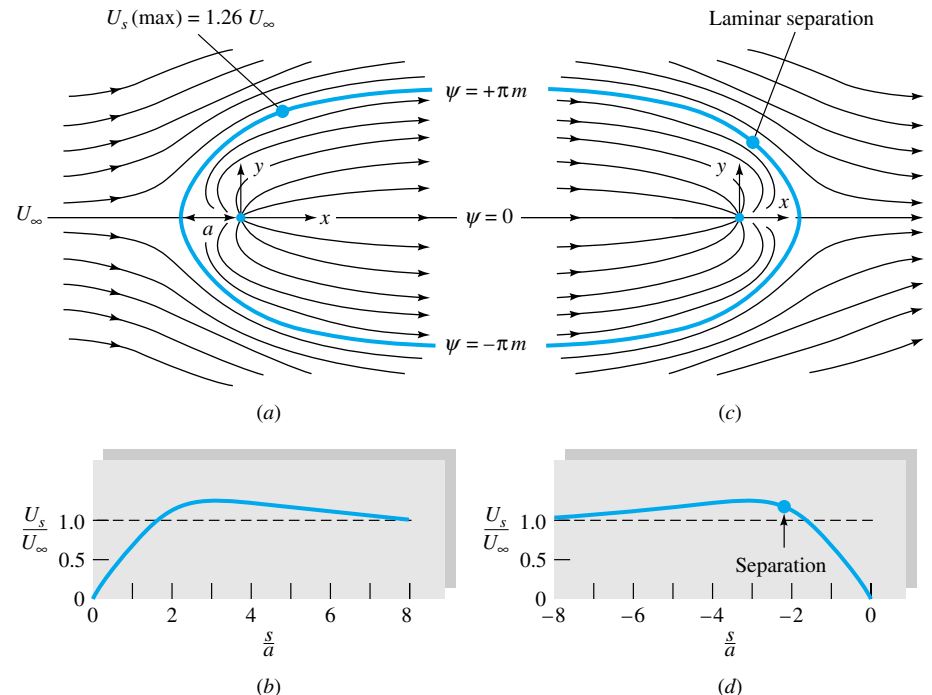 U_s (max) = 1.26 U_∞
Laminar separation
ψ = +πm
y
y
U_∞
a
x
ψ = 0
x
ψ = −πm
(a)
(c)
U_s/U_∞
1.0
0.5
0
0 2 4 6 8
s/a
(b)
U_s/U_∞
1.0
0.5
0
Separation
−8 −6 −4 −2 0
s/a
(d)